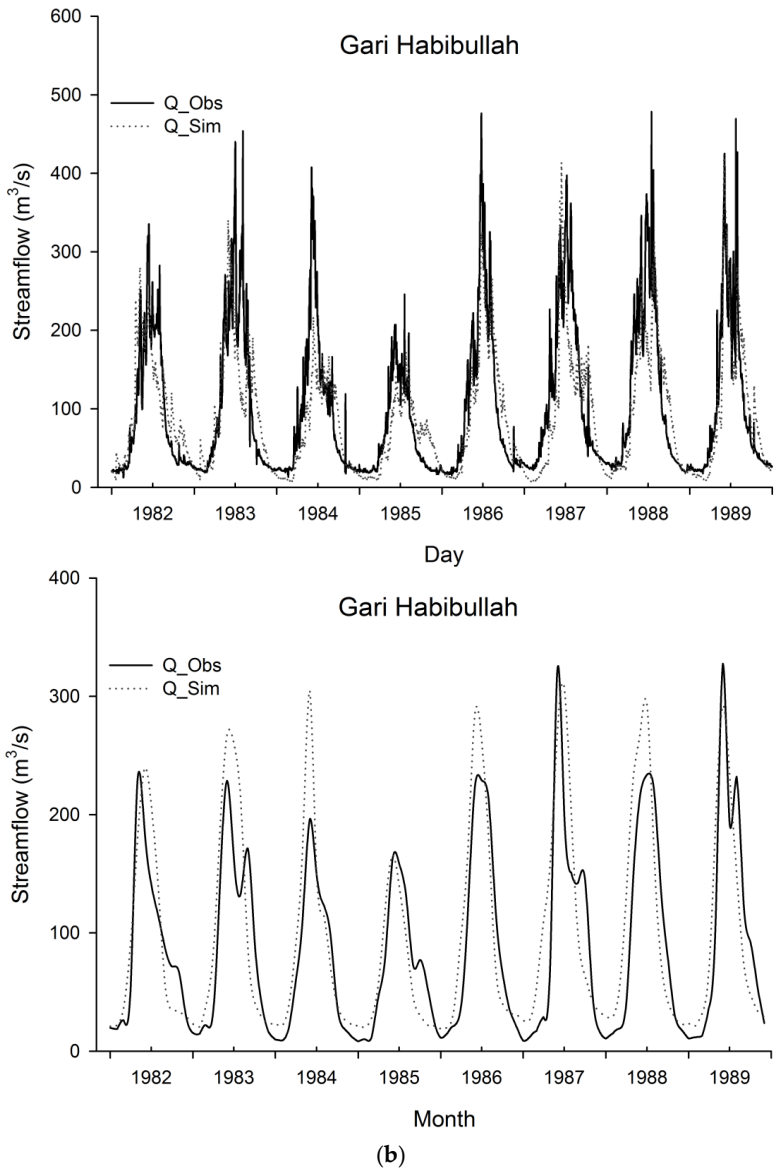 Gari Habibullah
Q_Obs
Q_Sim
Streamflow (m³/s)
600
500
400
300
200
100
0
1982 1983 1984 1985 1986 1987 1988 1989
Day
Gari Habibullah
Q_Obs
Q_Sim
Streamflow (m³/s)
400
300
200
100
0
1982 1983 1984 1985 1986 1987 1988 1989
Month
(b)